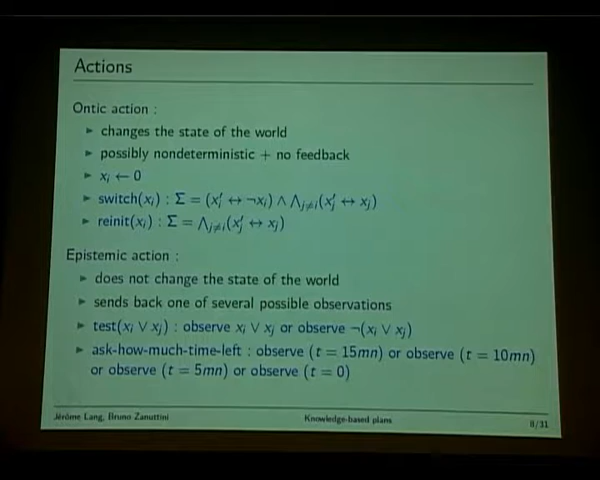 Actions
Ontic action :
► changes the state of the world
► possibly nondeterministic + no feedback
► xᵢ ← 0
► switch(xᵢ) : Σ = (x′ᵢ ↔ ¬xᵢ) ∧ ⋀ⱼ≠ᵢ(x′ⱼ ↔ xⱼ)
► reinit(xᵢ) : Σ = ⋀ⱼ≠ᵢ(x′ⱼ ↔ xⱼ)
Epistemic action :
► does not change the state of the world
► sends back one of several possible observations
► test(xᵢ ∨ xⱼ) : observe xᵢ ∨ xⱼ or observe ¬(xᵢ ∨ xⱼ)
► ask-how-much-time-left : observe (t = 15mn) or observe (t = 10mn)
or observe (t = 5mn) or observe (t = 0)
Jérôme Lang, Bruno Zanuttini Knowledge-based plans 8/31